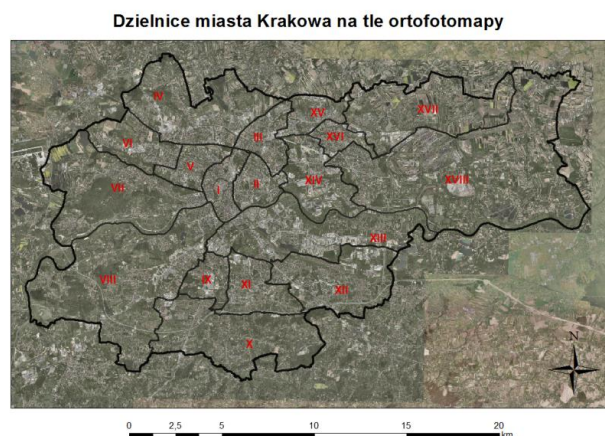 Dzielnice miasta Krakowa na tle ortofotomapy
IV
XV
XVII
III
XVI
VI
V
XIV
XVIII
VII
I
II
XIII
VIII
IX
XI
XII
X
N
0 2,5 5 10 15 20
km